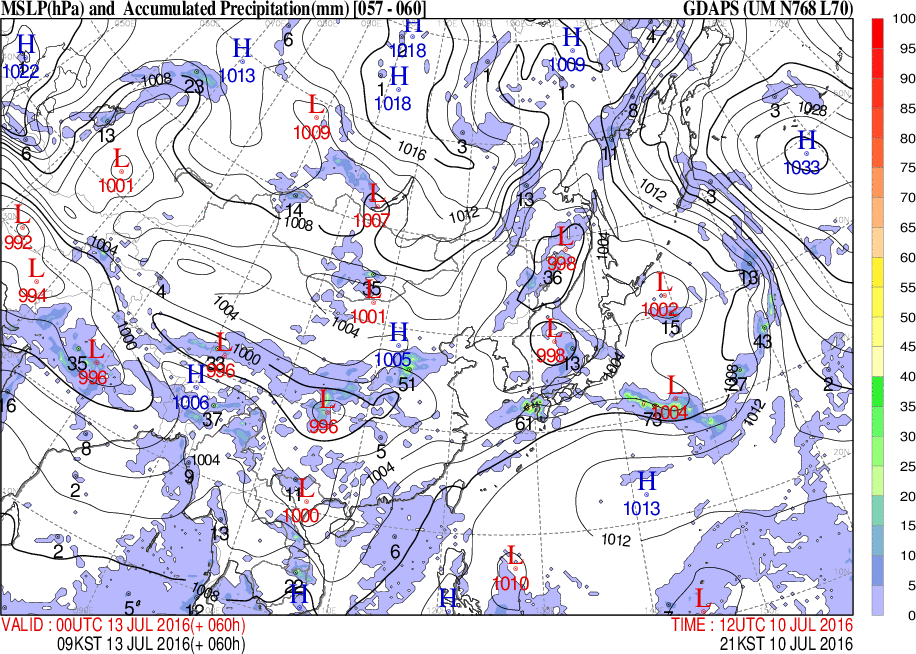 MSLP(hPa) and Accumulated Precipitation(mm) [057 - 060] GDAPS (UM N768 L70)
H 1022
H 1013
6
H 1018
H 1018
1
1
H 1009
1
4
3
1028
H 1033
1008
23
13
6
L 1009
L 1001
1016
3
8
11
14
1008
L 1007
1012
13
1012
3
L 992
L 994
1004
4
1004
15
L 1001
1004
L 998
36
1004
L 1002
15
13
43
35
L 996
1000
33
L 996
1000
H 1006
37
H 1005
51
L 996
L 998
13
1004
61
L 1004
73
1008
1012
2
16
8
2
9
1004
5
1004
11
L 1000
H 1013
1012
13
2
6
1008
5
12
22
H
H
L 1010
L
100
95
90
85
80
75
70
65
60
55
50
45
40
35
30
25
20
15
10
5
0
VALID : 00UTC 13 JUL 2016(+ 060h) TIME : 12UTC 10 JUL 2016
09KST 13 JUL 2016(+ 060h) 21KST 10 JUL 2016